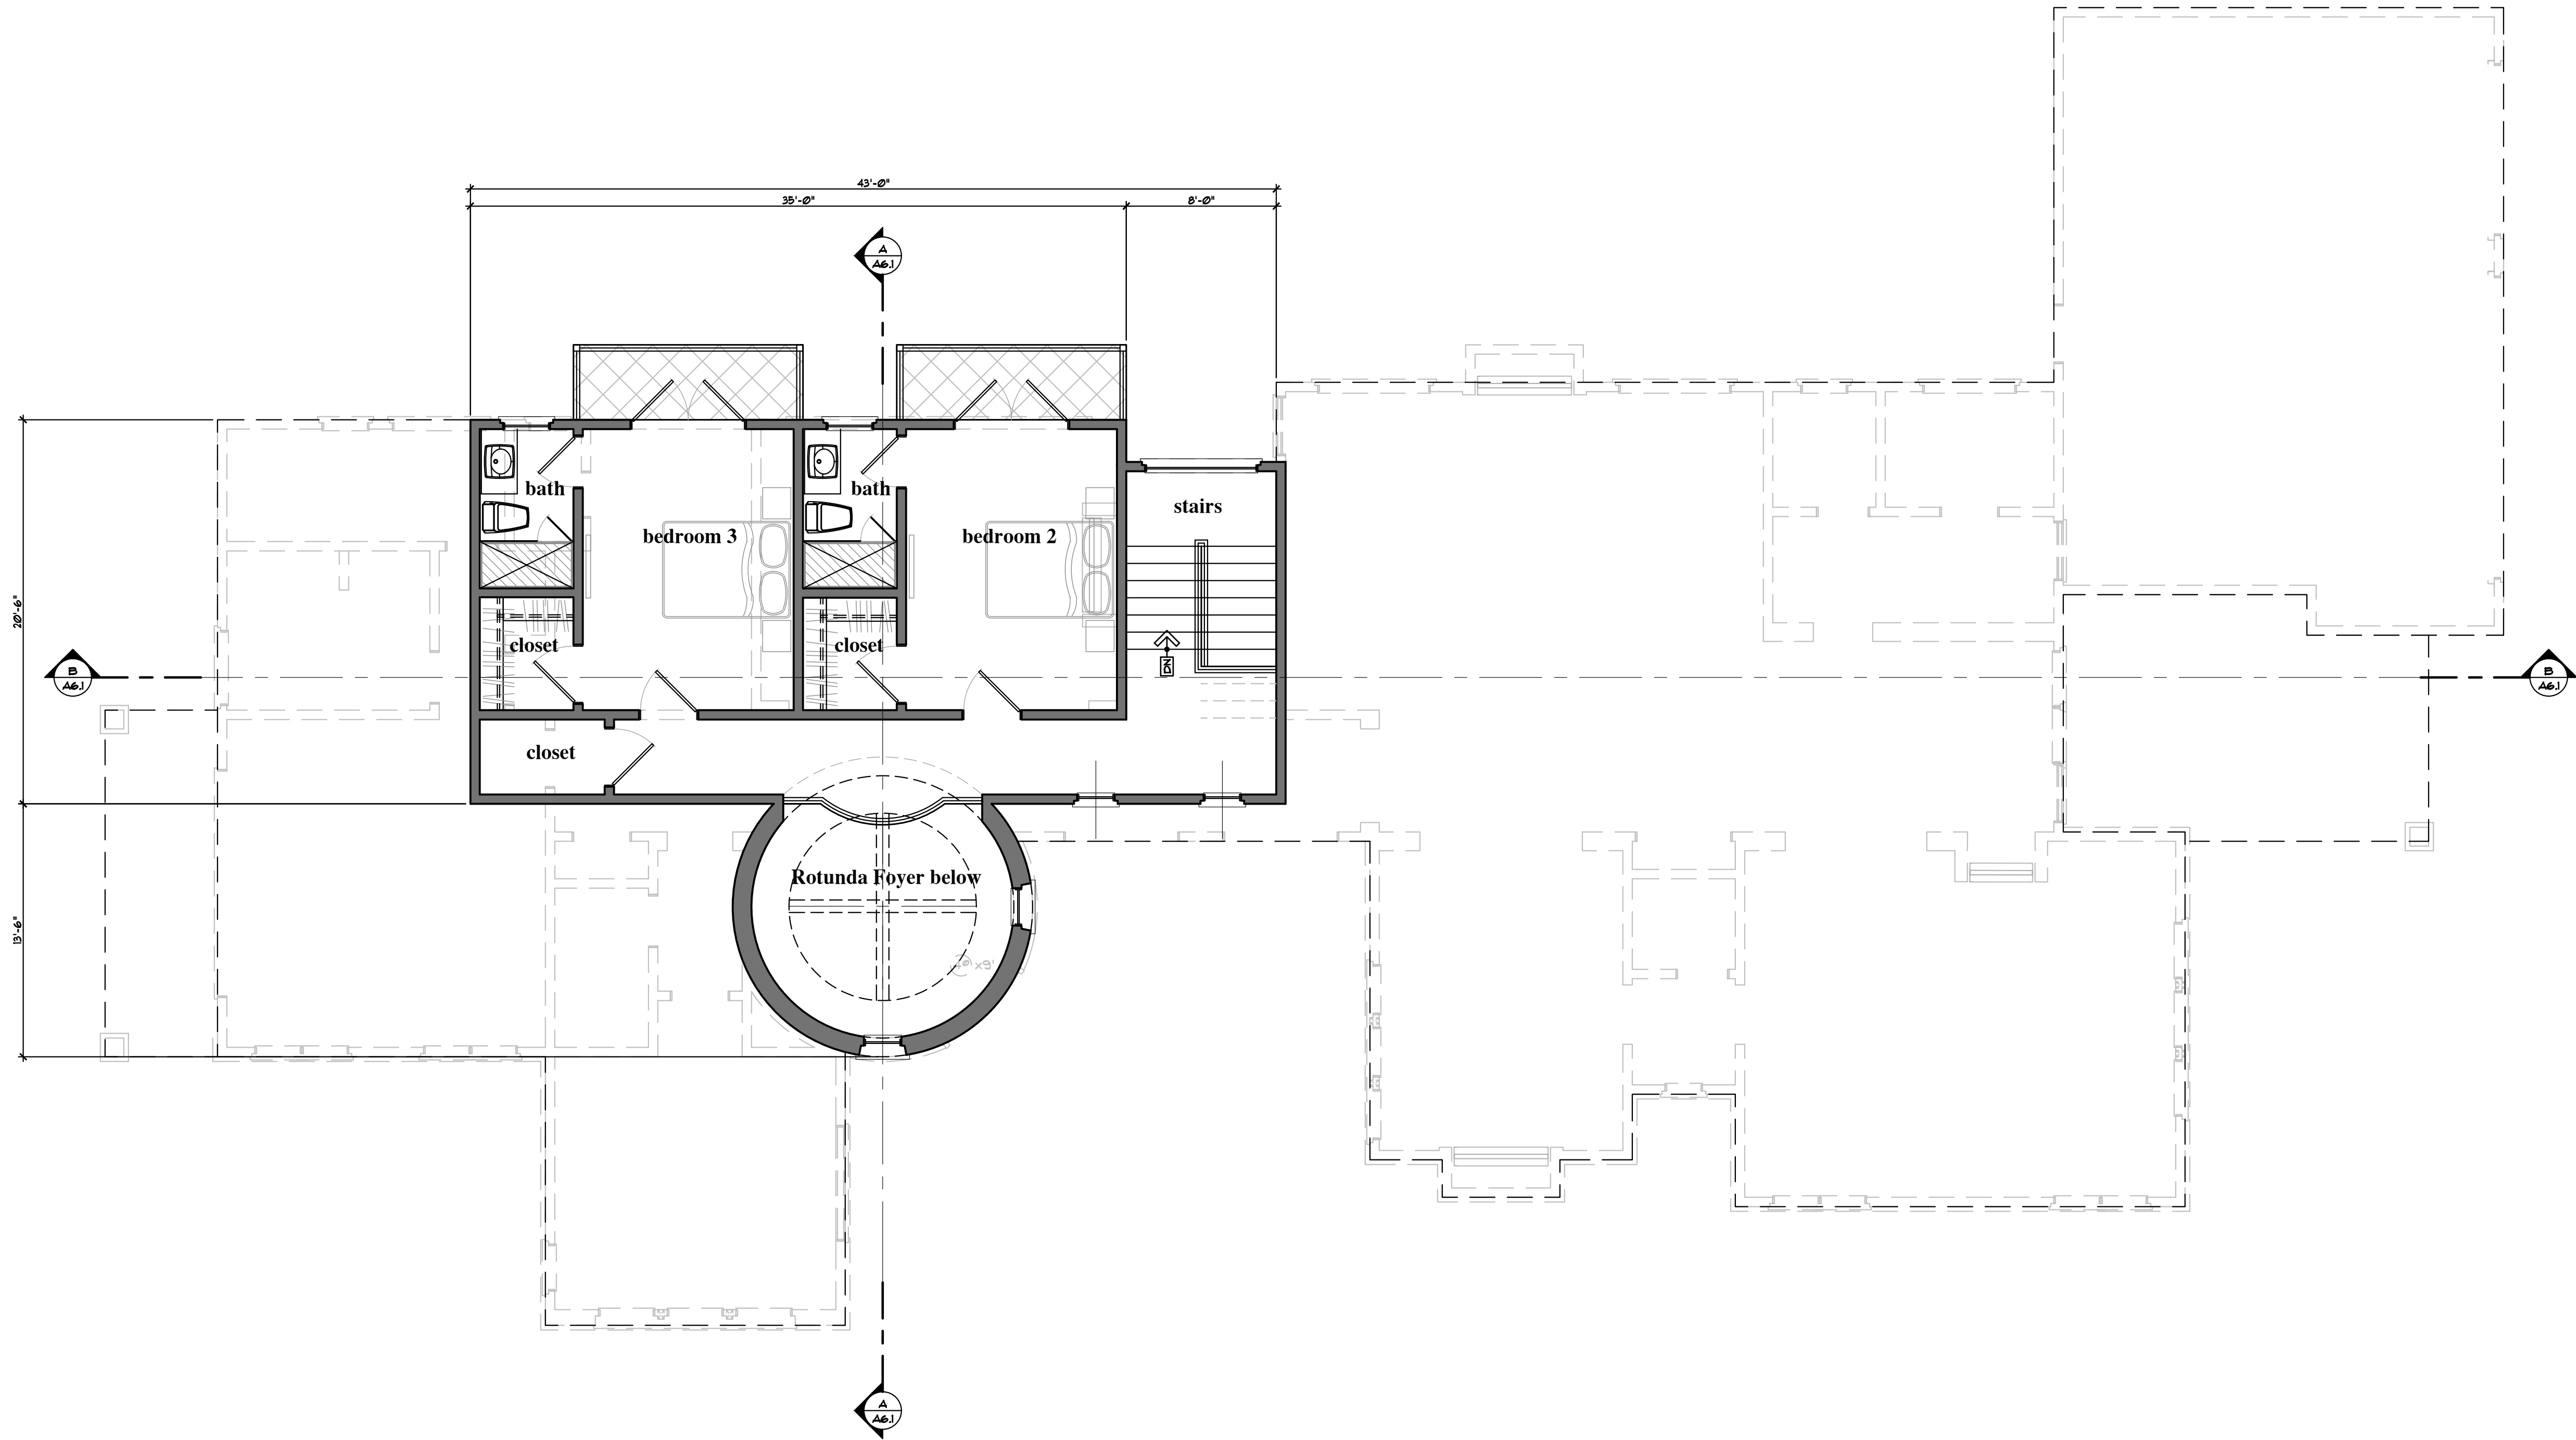 43'-0"
35'-0"
8'-0"
A
A6.1
bath
bath
stairs
bedroom 3
bedroom 2
20'-6"
closet
closet
DN
B
A6.1
B
A6.1
closet
Rotunda Foyer below
13'-6"
A
A6.1